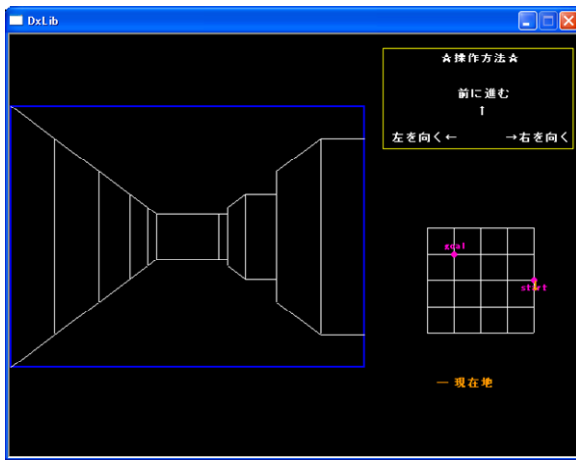 DxLib
☆操作方法☆
前に進む
↑
左を向く← →右を向く
goal
start
— 現在地